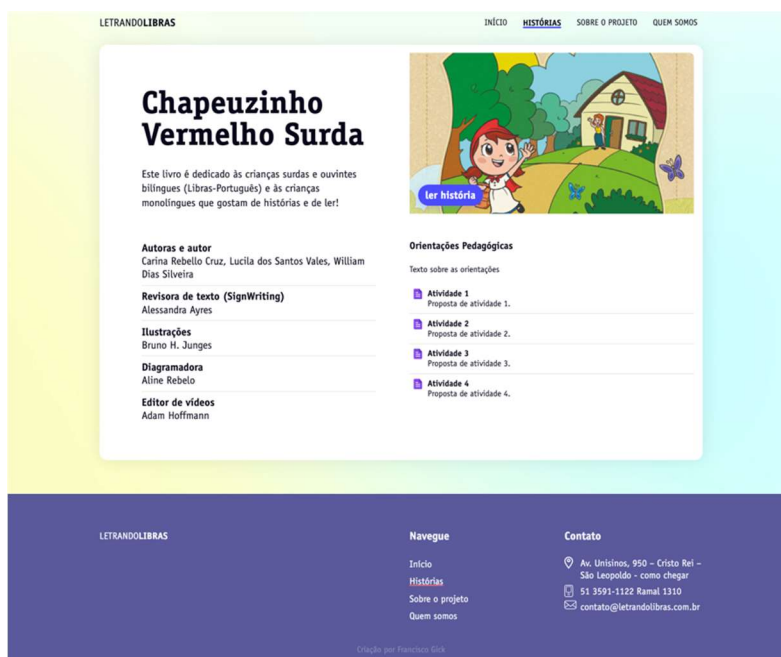 LETRANDOLIBRAS
INÍCIO HISTÓRIAS SOBRE O PROJETO QUEM SOMOS
Chapeuzinho
Vermelho Surda
Este livro é dedicado às crianças surdas e ouvintes
bilíngues (Libras-Português) e às crianças
monolíngues que gostam de histórias e de ler!
Autoras e autor
Carina Rebello Cruz, Lucila dos Santos Vales, William
Dias Silveira
Revisora de texto (SignWriting)
Alessandra Ayres
Ilustrações
Bruno H. Junges
Diagramadora
Aline Rebelo
Editor de vídeos
Adam Hoffmann
ler história
Orientações Pedagógicas
Texto sobre as orientações
Atividade 1
Proposta de atividade 1.
Atividade 2
Proposta de atividade 2.
Atividade 3
Proposta de atividade 3.
Atividade 4
Proposta de atividade 4.
LETRANDOLIBRAS
Navegue
Início
Histórias
Sobre o projeto
Quem somos
Contato
Av. Unisinos, 950 – Cristo Rei –
São Leopoldo - como chegar
51 3591-1122 Ramal 1310
contato@letrandolibras.com.br
Criação por Francisco Gick